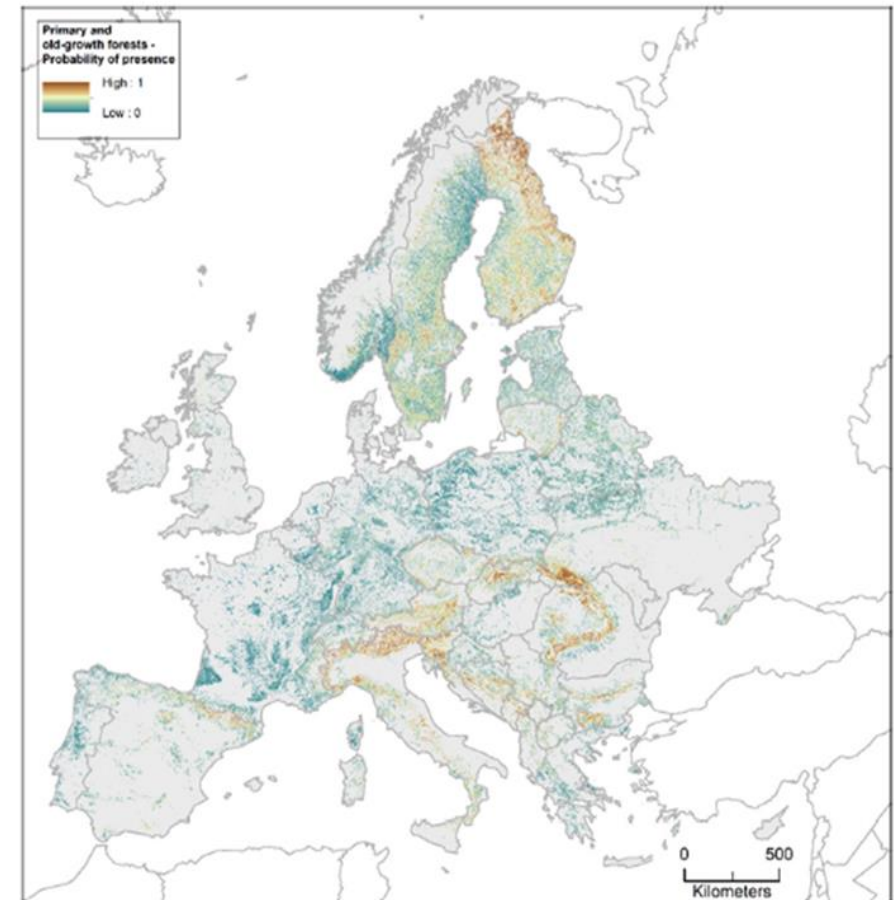 Primary and
old-growth forests -
Probability of presence
High : 1
Low : 0
0 500
Kilometers